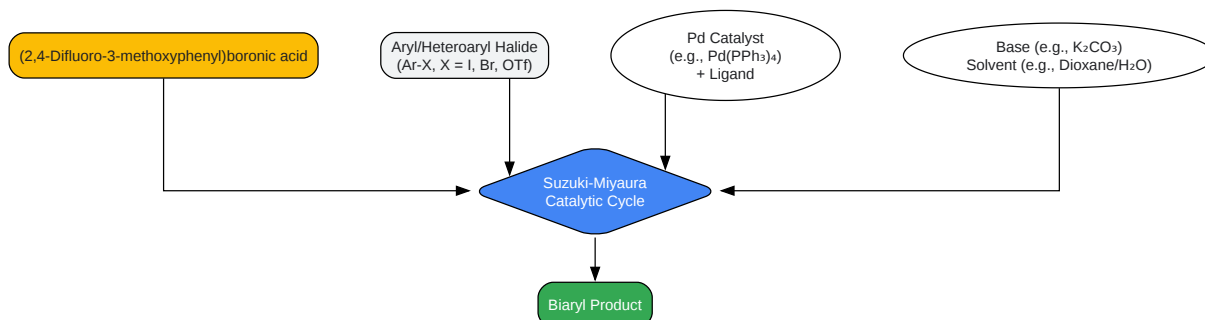 (2,4-Difluoro-3-methoxyphenyl)boronic acid
Aryl/Heteroaryl Halide
(Ar-X, X = I, Br, OTf)
Pd Catalyst
(e.g., Pd(PPh₃)₄)
+ Ligand
Base (e.g., K₂CO₃)
Solvent (e.g., Dioxane/H₂O)
Suzuki-Miyaura
Catalytic Cycle
Biaryl Product